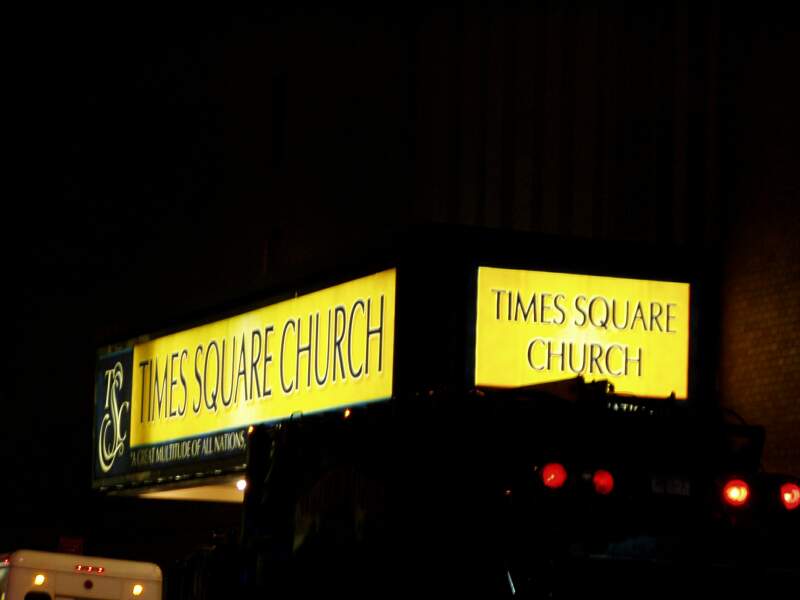 TSC
TIMES SQUARE CHURCH
"A GREAT MULTITUDE OF ALL NATIONS,
TIMES SQUARE
CHURCH